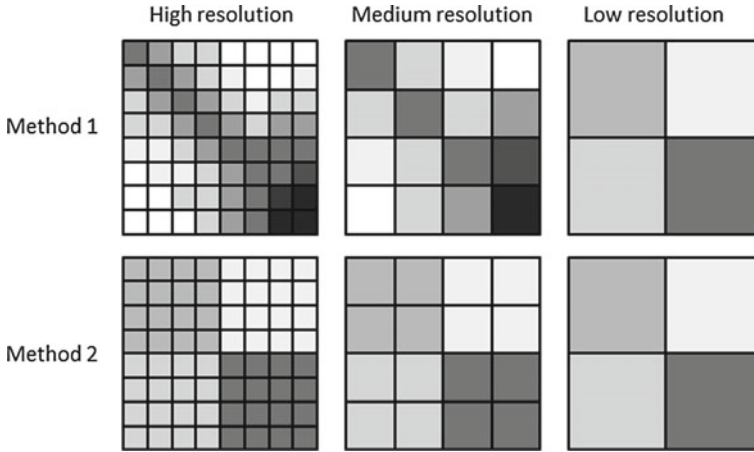 High resolution
Medium resolution
Low resolution
Method 1
Method 2